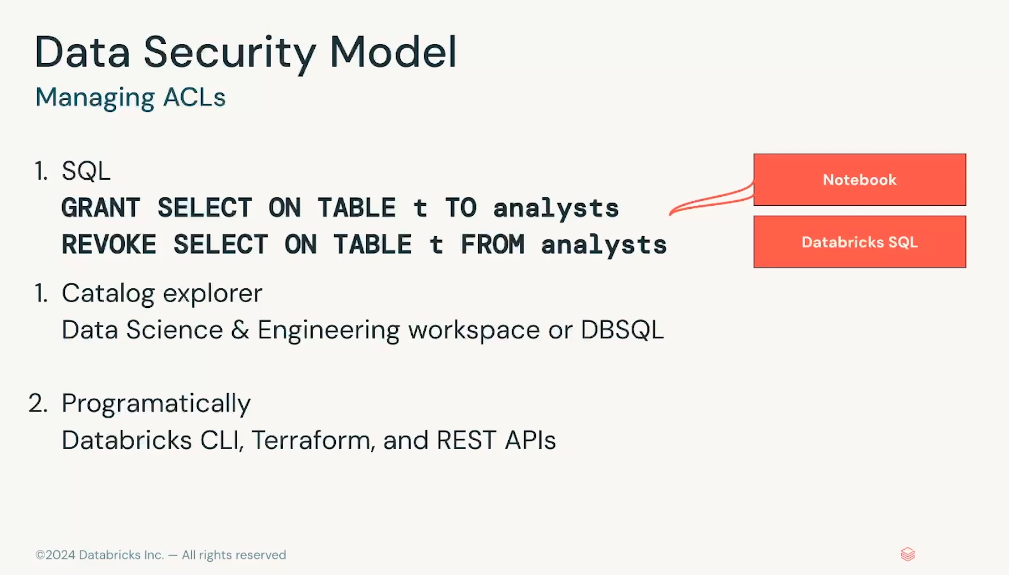 Data Security Model
Managing ACLs
1. SQL
GRANT SELECT ON TABLE t TO analysts
REVOKE SELECT ON TABLE t FROM analysts
Notebook
Databricks SQL
1. Catalog explorer
Data Science & Engineering workspace or DBSQL
2. Programatically
Databricks CLI, Terraform, and REST APIs
©2024 Databricks Inc. — All rights reserved